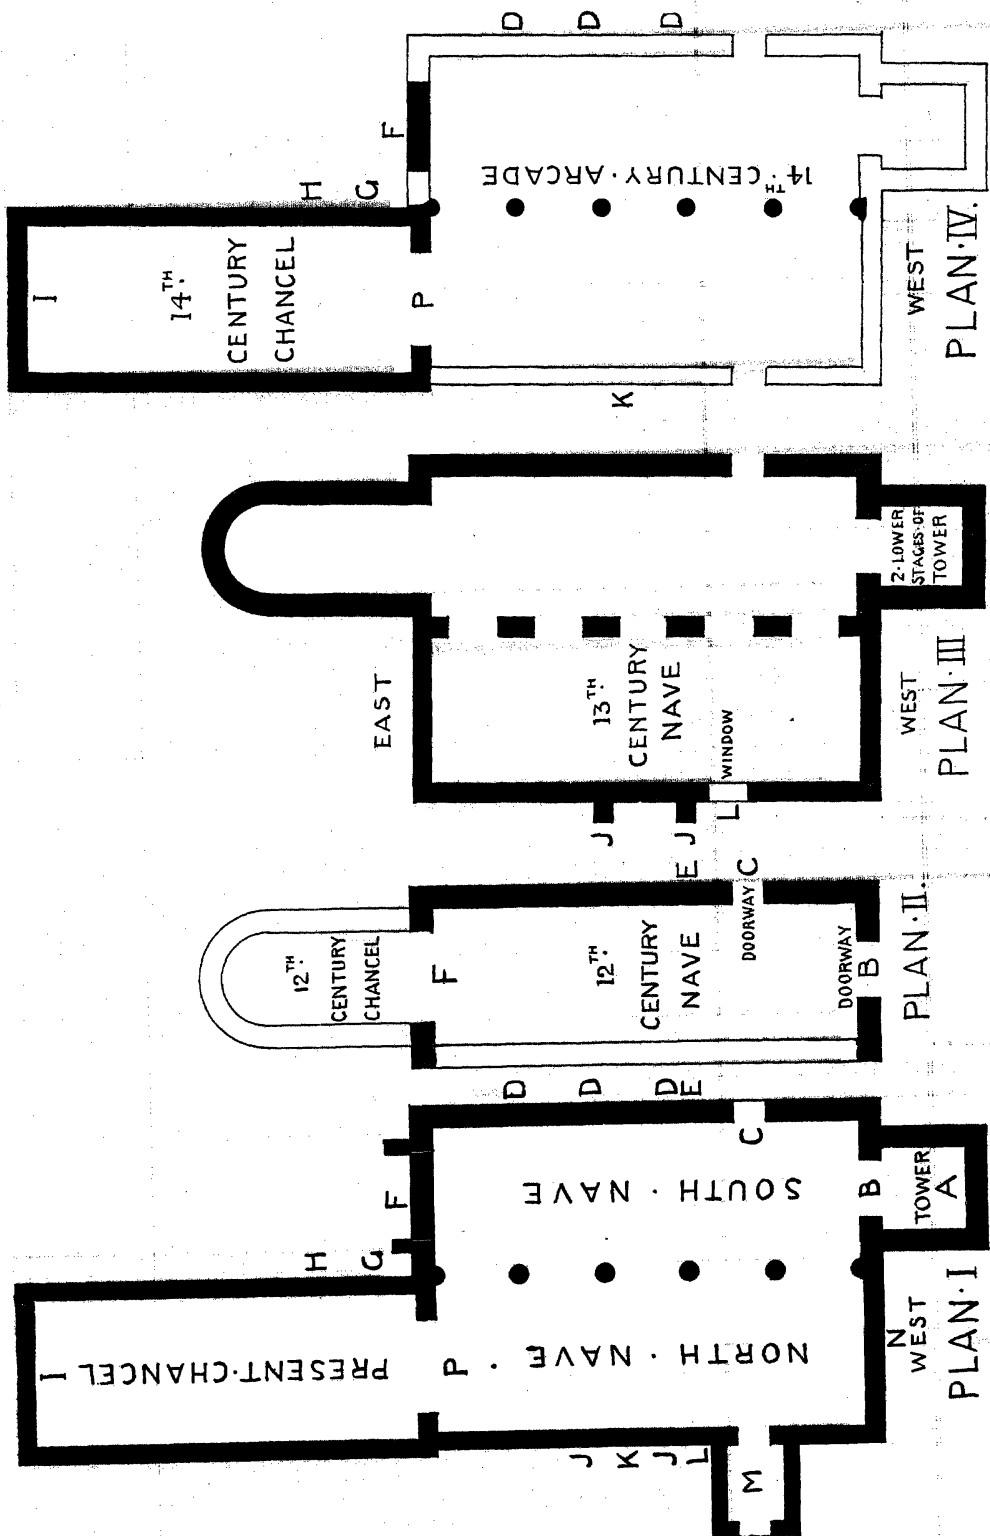 I
PRESENT·CHANCEL
P
NORTH · NAVE
SOUTH · NAVE
H
G
F
D
D
D
E
C
B
TOWER
A
J
K
J
L
M
N
WEST
PLAN·I
12TH
CENTURY
CHANCEL
F
12TH
CENTURY
NAVE
E
DOORWAY
C
DOORWAY
B
PLAN·II.
EAST
13TH
CENTURY
NAVE
WINDOW
J
J
L
2·LOWER
STAGES·OF
TOWER
WEST
PLAN·III
I
14TH
CENTURY
CHANCEL
P
H
G
F
D
D
D
14TH·CENTURY·ARCADE
K
WEST
PLAN·IV.